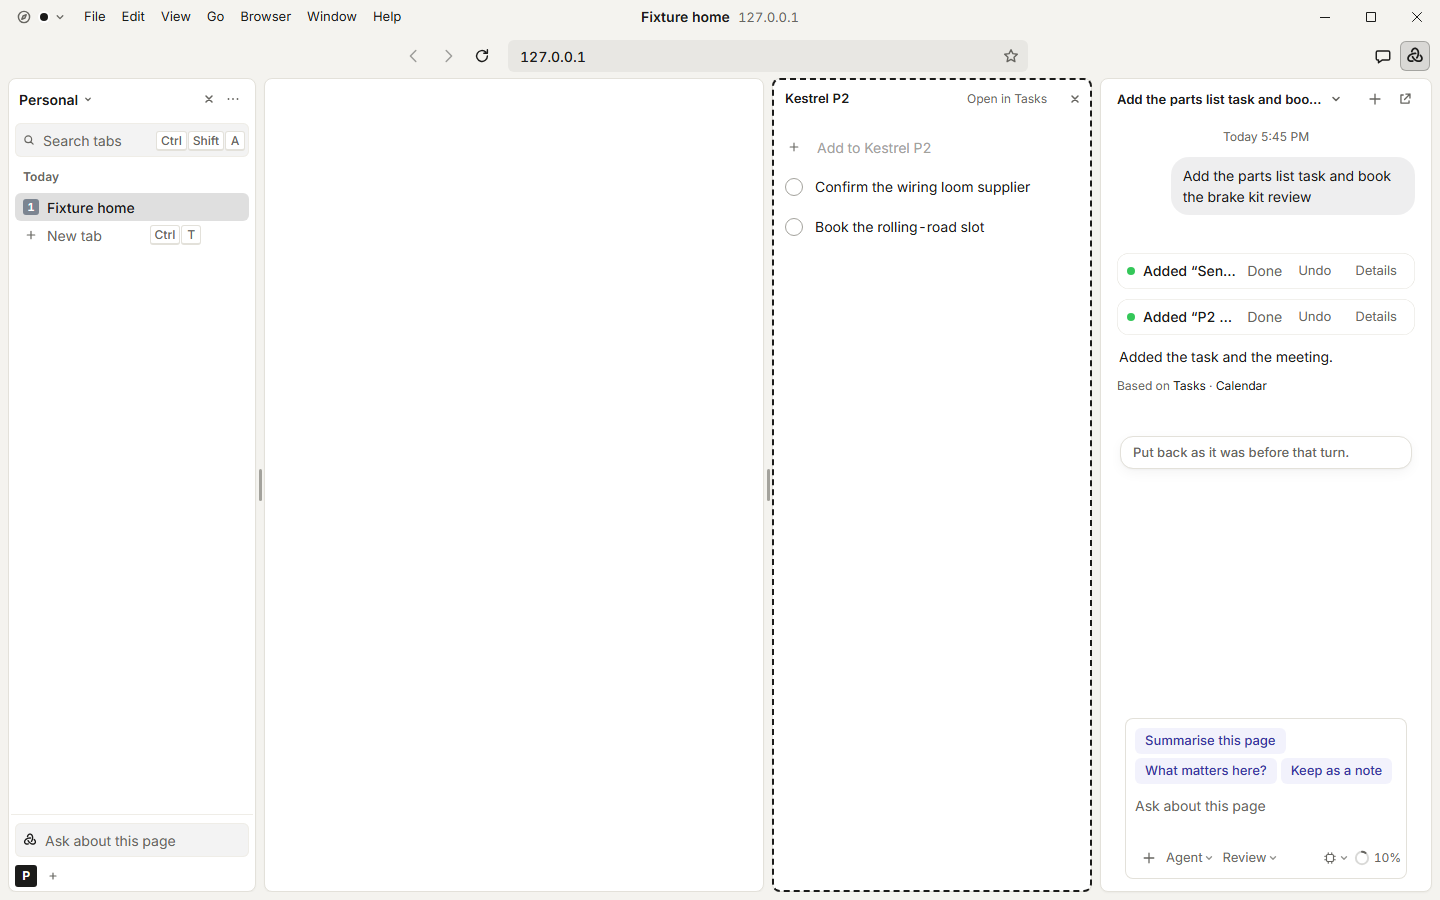 File Edit View Go Browser Window Help
Fixture home 127.0.0.1
127.0.0.1
Personal
Search tabs Ctrl Shift A
Today
1 Fixture home
New tab Ctrl T
Ask about this page
P
Kestrel P2 Open in Tasks
Add to Kestrel P2
Confirm the wiring loom supplier
Book the rolling-road slot
Add the parts list task and boo...
Today 5:45 PM
Add the parts list task and book
the brake kit review
Added “Sen... Done Undo Details
Added “P2 ... Done Undo Details
Added the task and the meeting.
Based on Tasks · Calendar
Put back as it was before that turn.
Summarise this page
What matters here? Keep as a note
Ask about this page
Agent Review 10%